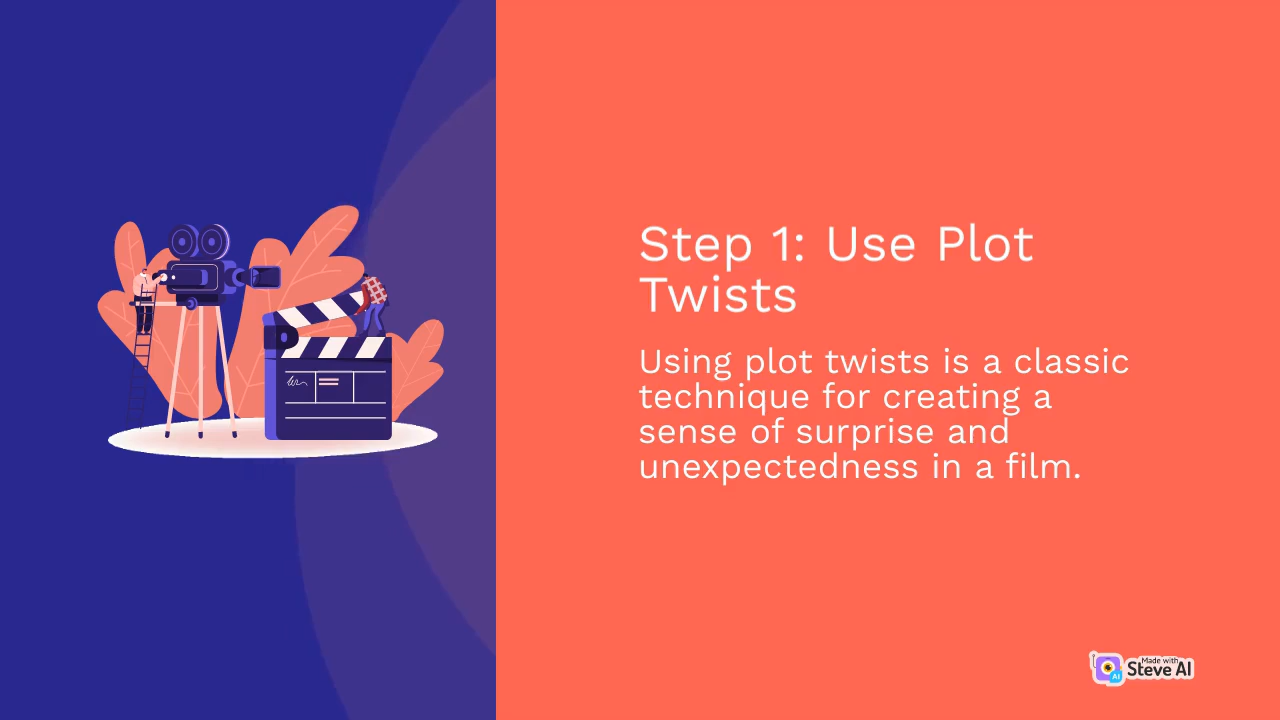 Step 1: Use Plot
Twists
Using plot twists is a classic
technique for creating a
sense of surprise and
unexpectedness in a film.
Made with
Steve AI
AI